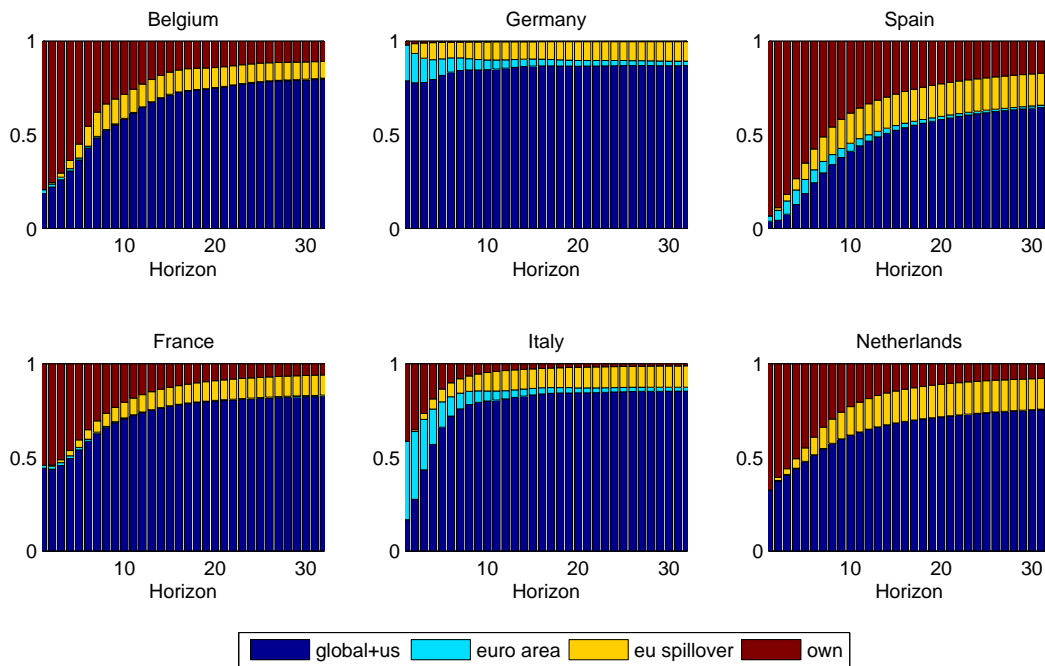 Belgium Germany Spain
1 1 1
0.5 0.5 0.5
0 0 0
10 20 30 10 20 30 10 20 30
Horizon Horizon Horizon
France Italy Netherlands
1 1 1
0.5 0.5 0.5
0 0 0
10 20 30 10 20 30 10 20 30
Horizon Horizon Horizon
global+us euro area eu spillover own